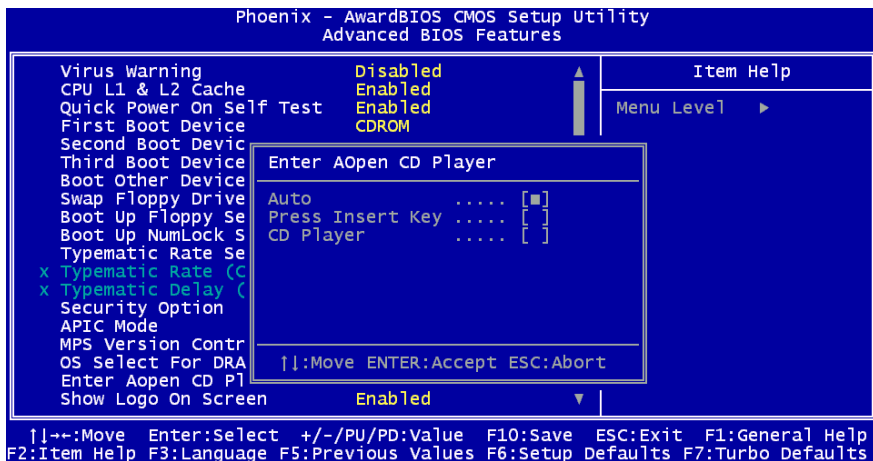 Phoenix - AwardBIOS CMOS Setup Utility
Advanced BIOS Features
Virus Warning Disabled
CPU L1 & L2 Cache Enabled
Quick Power On Self Test Enabled
First Boot Device CDROM
Second Boot Devic
Third Boot Device
Boot Other Device
Swap Floppy Drive
Boot Up Floppy Se
Boot Up NumLock S
Typematic Rate Se
x Typematic Rate (C
x Typematic Delay (
Security Option
APIC Mode
MPS Version Contr
OS Select For DRA
Enter Aopen CD Pl
Show Logo On Screen Enabled
Item Help
Menu Level ▶
Enter AOpen CD Player
Auto ..... [■]
Press Insert Key ..... [ ]
CD Player ..... [ ]
↑↓:Move ENTER:Accept ESC:Abort
↑↓→←:Move Enter:Select +/-/PU/PD:Value F10:Save ESC:Exit F1:General Help
F2:Item Help F3:Language F5:Previous Values F6:Setup Defaults F7:Turbo Defaults